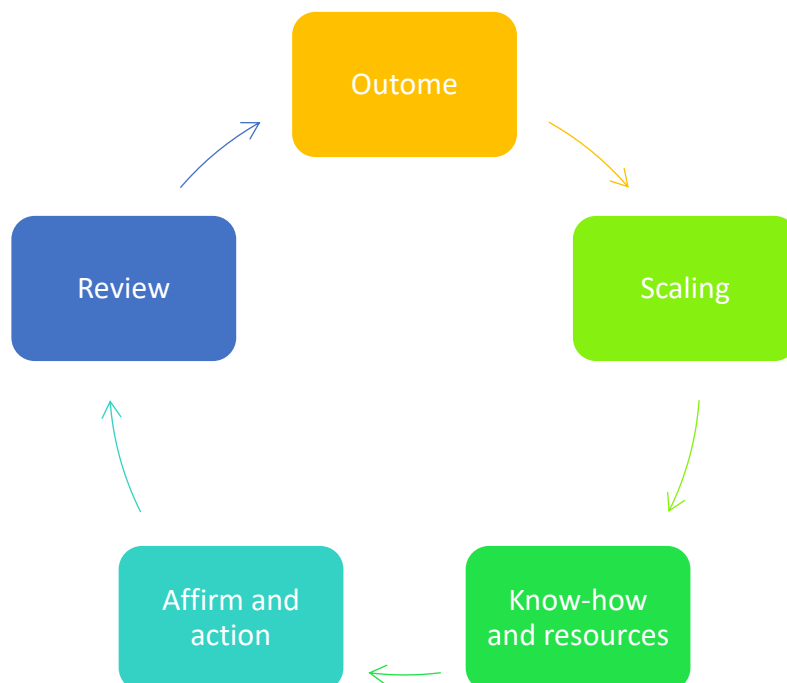 Outome
Scaling
Know-how
and resources
Affirm and
action
Review